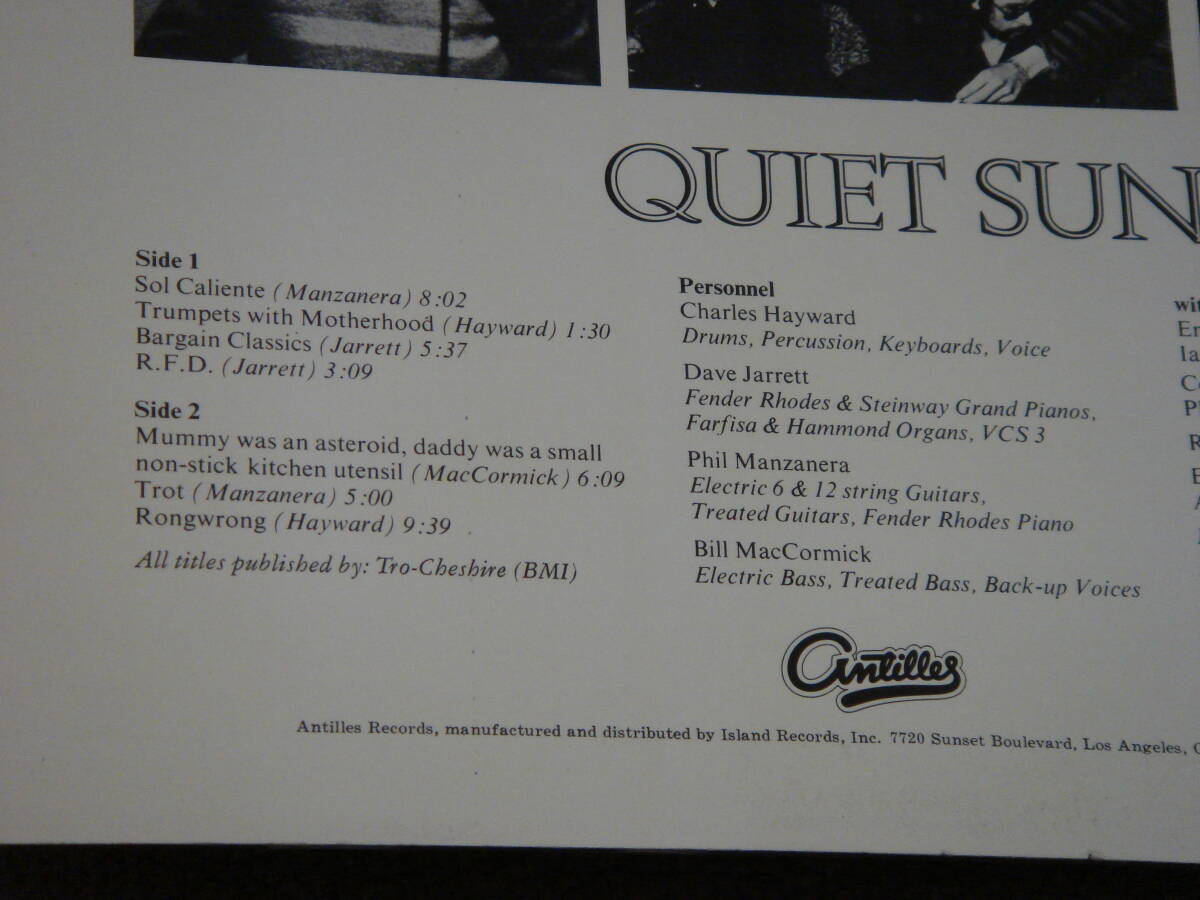 QUIET SUN
Side 1
Sol Caliente (Manzanera) 8:02
Trumpets with Motherhood (Hayward) 1:30
Bargain Classics (Jarrett) 5:37
R.F.D. (Jarrett) 3:09
Side 2
Mummy was an asteroid, daddy was a small
non-stick kitchen utensil (MacCormick) 6:09
Trot (Manzanera) 5:00
Rongwrong (Hayward) 9:39
All titles published by: Tro-Cheshire (BMI)
Personnel
Charles Hayward
Drums, Percussion, Keyboards, Voice
Dave Jarrett
Fender Rhodes & Steinway Grand Pianos,
Farfisa & Hammond Organs, VCS 3
Phil Manzanera
Electric 6 & 12 string Guitars,
Treated Guitars, Fender Rhodes Piano
Bill MacCormick
Electric Bass, Treated Bass, Back-up Voices
Antilles
Antilles Records, manufactured and distributed by Island Records, Inc. 7720 Sunset Boulevard, Los Angeles,